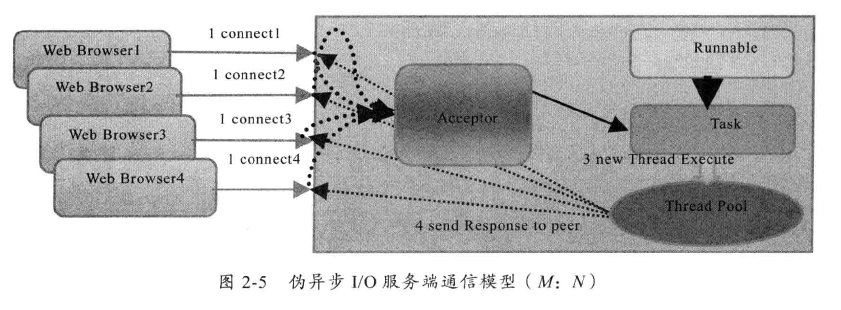 Web Browser1
1 connect1
Web Browser2
1 connect2
Web Browser3
1 connect3
Web Browser4
1 connect4
Acceptor
Runnable
Task
3 new Thread Execute
Thread Pool
4 send Response to peer
图 2-5 伪异步 I/O 服务端通信模型（M：N）